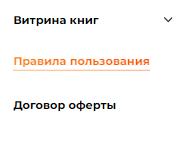 Витрина книг
Правила пользования
Договор оферты